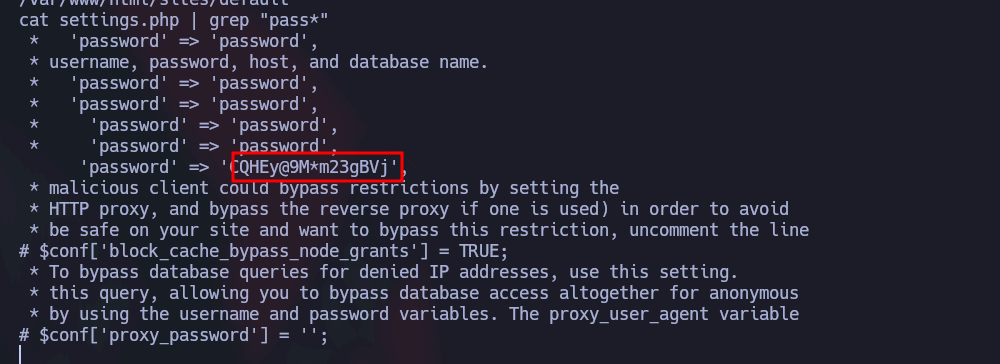 /var/www/html/sites/default
cat settings.php | grep "pass*"
 *   'password' => 'password',
 * username, password, host, and database name.
 *   'password' => 'password',
 *   'password' => 'password',
 *     'password' => 'password',
 *     'password' => 'password',
      'password' => 'CQHEy@9M*m23gBVj',
 * malicious client could bypass restrictions by setting the
 * HTTP proxy, and bypass the reverse proxy if one is used) in order to avoid
 * be safe on your site and want to bypass this restriction, uncomment the line
# $conf['block_cache_bypass_node_grants'] = TRUE;
 * To bypass database queries for denied IP addresses, use this setting.
 * this query, allowing you to bypass database access altogether for anonymous
 * by using the username and password variables. The proxy_user_agent variable
# $conf['proxy_password'] = '';